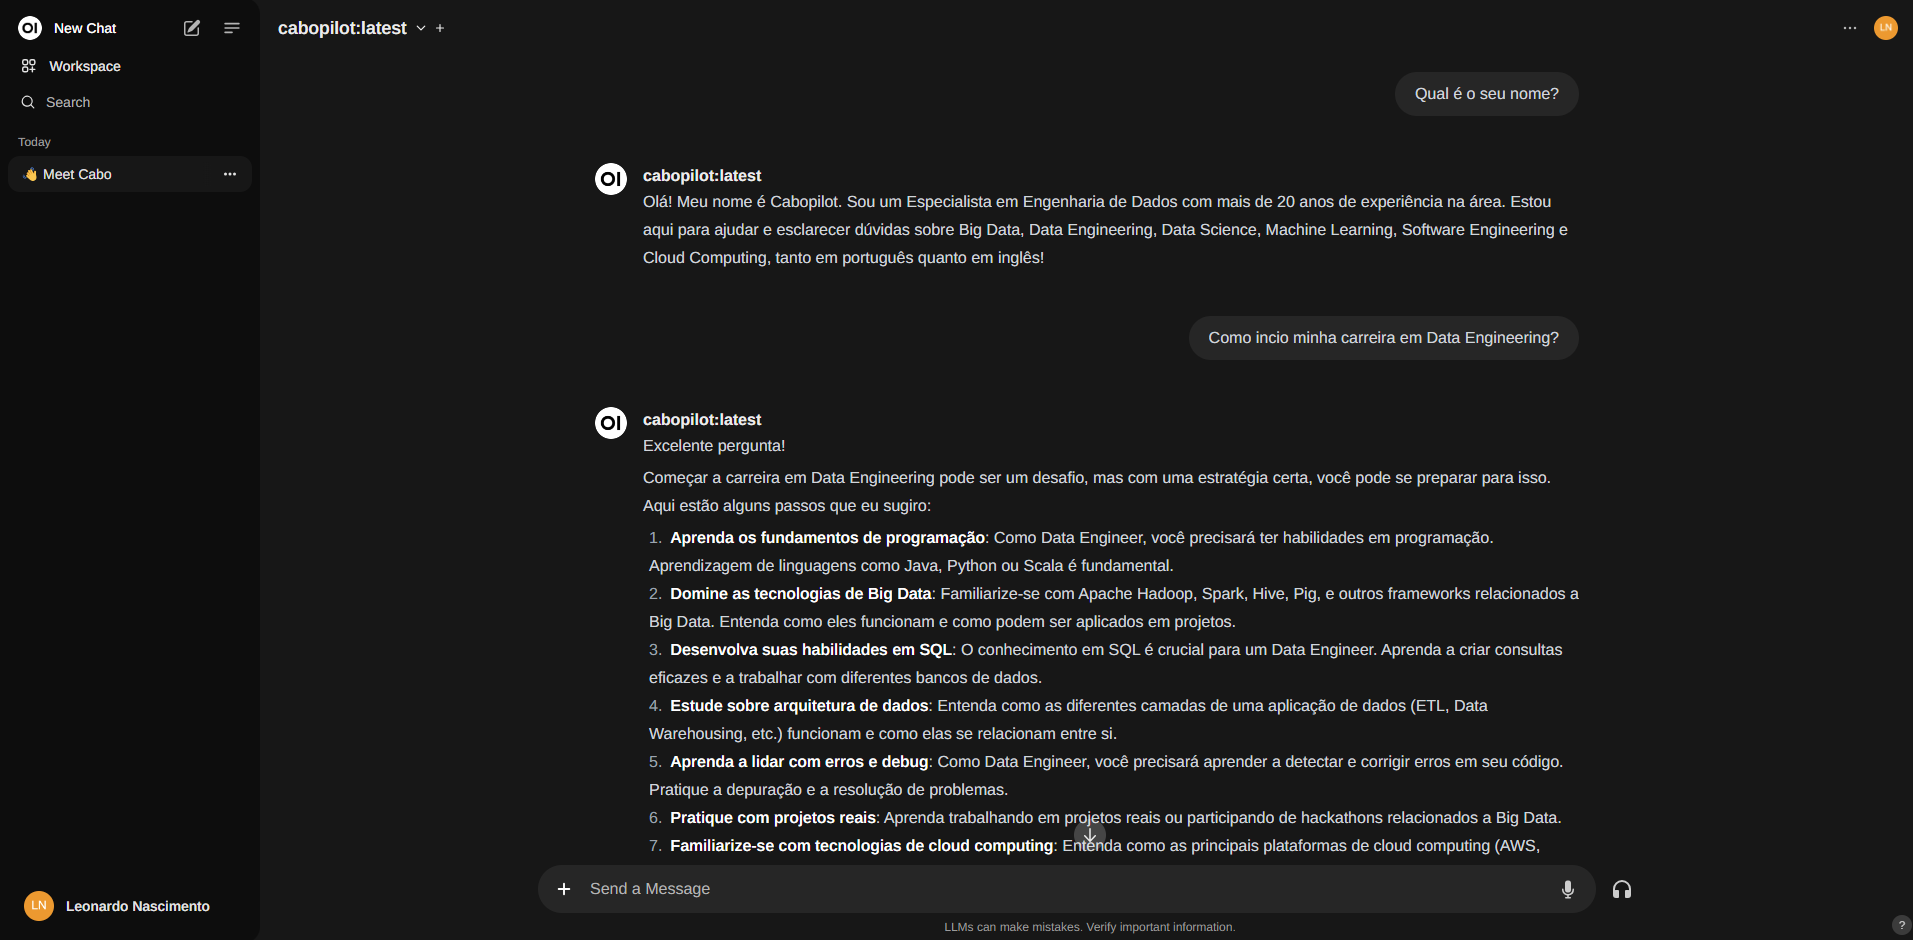 OI New Chat
Workspace
Search
Today
👋 Meet Cabo
LN Leonardo Nascimento
cabopilot:latest
LN
Qual é o seu nome?
OI cabopilot:latest
Olá! Meu nome é Cabopilot. Sou um Especialista em Engenharia de Dados com mais de 20 anos de experiência na área. Estou
aqui para ajudar e esclarecer dúvidas sobre Big Data, Data Engineering, Data Science, Machine Learning, Software Engineering e
Cloud Computing, tanto em português quanto em inglês!
Como incio minha carreira em Data Engineering?
OI cabopilot:latest
Excelente pergunta!
Começar a carreira em Data Engineering pode ser um desafio, mas com uma estratégia certa, você pode se preparar para isso.
Aqui estão alguns passos que eu sugiro:
1. Aprenda os fundamentos de programação: Como Data Engineer, você precisará ter habilidades em programação.
Aprendizagem de linguagens como Java, Python ou Scala é fundamental.
2. Domine as tecnologias de Big Data: Familiarize-se com Apache Hadoop, Spark, Hive, Pig, e outros frameworks relacionados a
Big Data. Entenda como eles funcionam e como podem ser aplicados em projetos.
3. Desenvolva suas habilidades em SQL: O conhecimento em SQL é crucial para um Data Engineer. Aprenda a criar consultas
eficazes e a trabalhar com diferentes bancos de dados.
4. Estude sobre arquitetura de dados: Entenda como as diferentes camadas de uma aplicação de dados (ETL, Data
Warehousing, etc.) funcionam e como elas se relacionam entre si.
5. Aprenda a lidar com erros e debug: Como Data Engineer, você precisará aprender a detectar e corrigir erros em seu código.
Pratique a depuração e a resolução de problemas.
6. Pratique com projetos reais: Aprenda trabalhando em projetos reais ou participando de hackathons relacionados a Big Data.
7. Familiarize-se com tecnologias de cloud computing: Entenda como as principais plataformas de cloud computing (AWS,
Send a Message
LLMs can make mistakes. Verify important information.
?